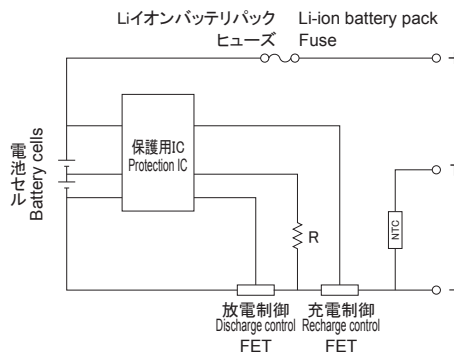 Liイオンバッテリパック Li-ion battery pack
ヒューズ Fuse
保護用IC
Protection IC
電池セル
Battery cells
R
NTC
放電制御
Discharge control
FET
充電制御
Recharge control
FET